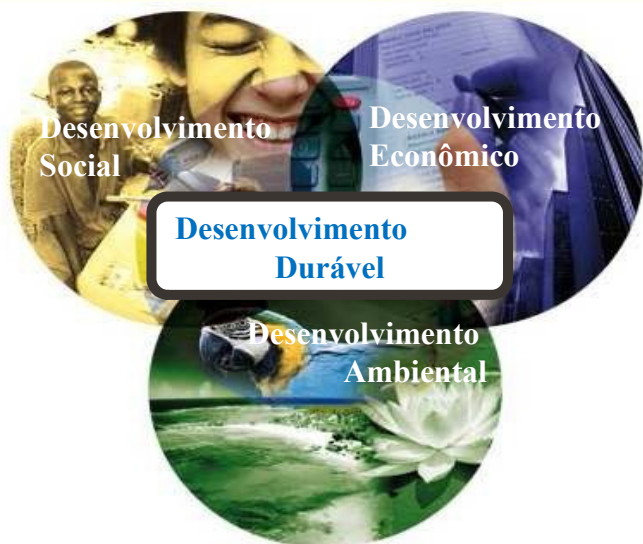 Desenvolvimento
Social
Desenvolvimento
Econômico
Desenvolvimento
Durável
Desenvolvimento
Ambiental